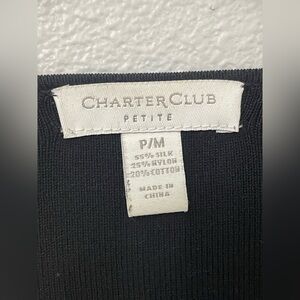 CHARTER CLUB
PETITE
P/M
55% SILK
25% NYLON
20% COTTON
MADE IN
CHINA